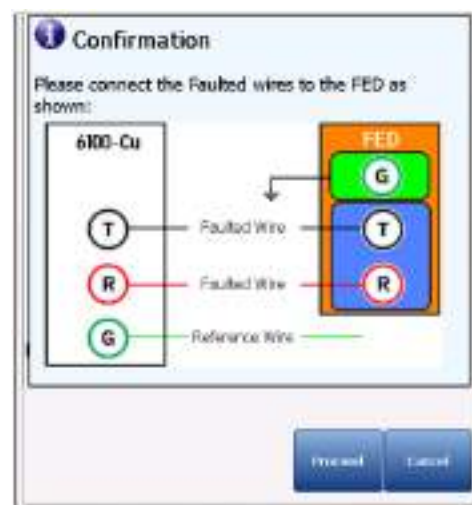 Confirmation
Please connect the Faulted wires to the FED as
shown:
6100-Cu
FED
G
T
Faulted Wire
T
R
Faulted Wire
R
G
Reference Wire
Proceed
Cancel